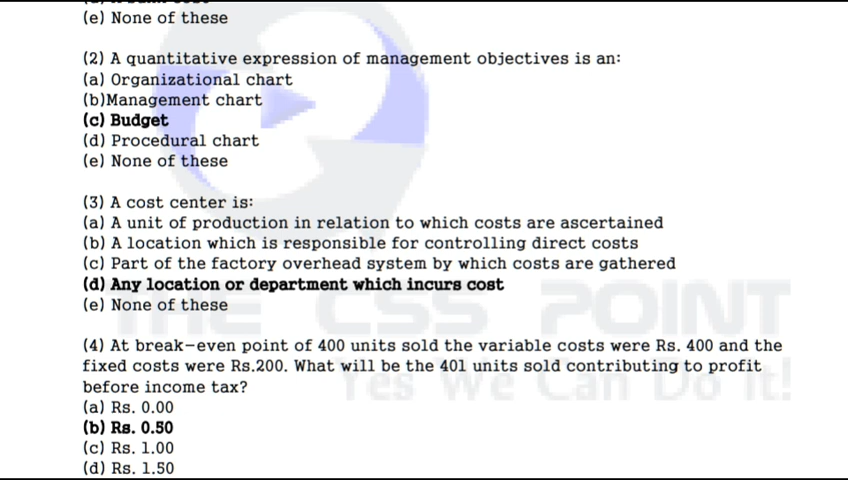 (e) None of these
(2) A quantitative expression of management objectives is an:
(a) Organizational chart
(b)Management chart
(c) Budget
(d) Procedural chart
(e) None of these
(3) A cost center is:
(a) A unit of production in relation to which costs are ascertained
(b) A location which is responsible for controlling direct costs
(c) Part of the factory overhead system by which costs are gathered
(d) Any location or department which incurs cost
(e) None of these
THE CSS POINT
(4) At break-even point of 400 units sold the variable costs were Rs. 400 and the
fixed costs were Rs.200. What will be the 401 units sold contributing to profit
before income tax?
Yes We Can Do It!
(a) Rs. 0.00
(b) Rs. 0.50
(c) Rs. 1.00
(d) Rs. 1.50